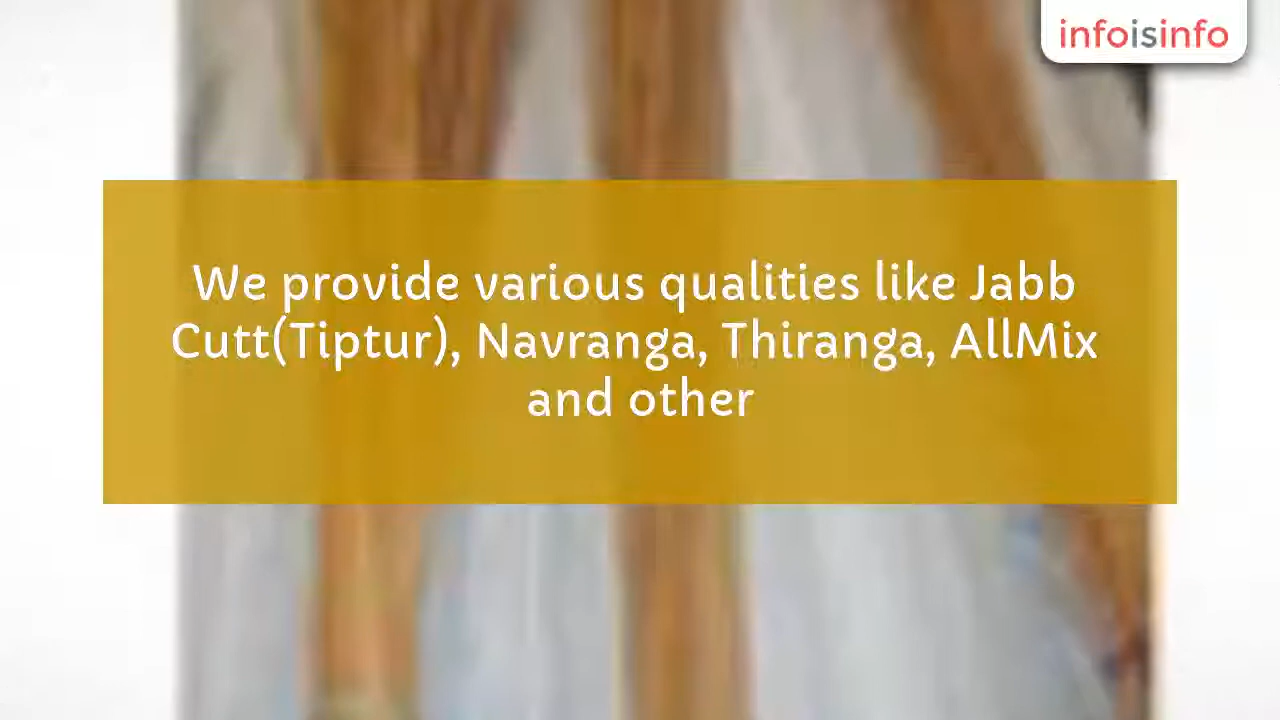 infoisinfo
We provide various qualities like Jabb
Cutt(Tiptur), Navranga, Thiranga, AllMix
and other